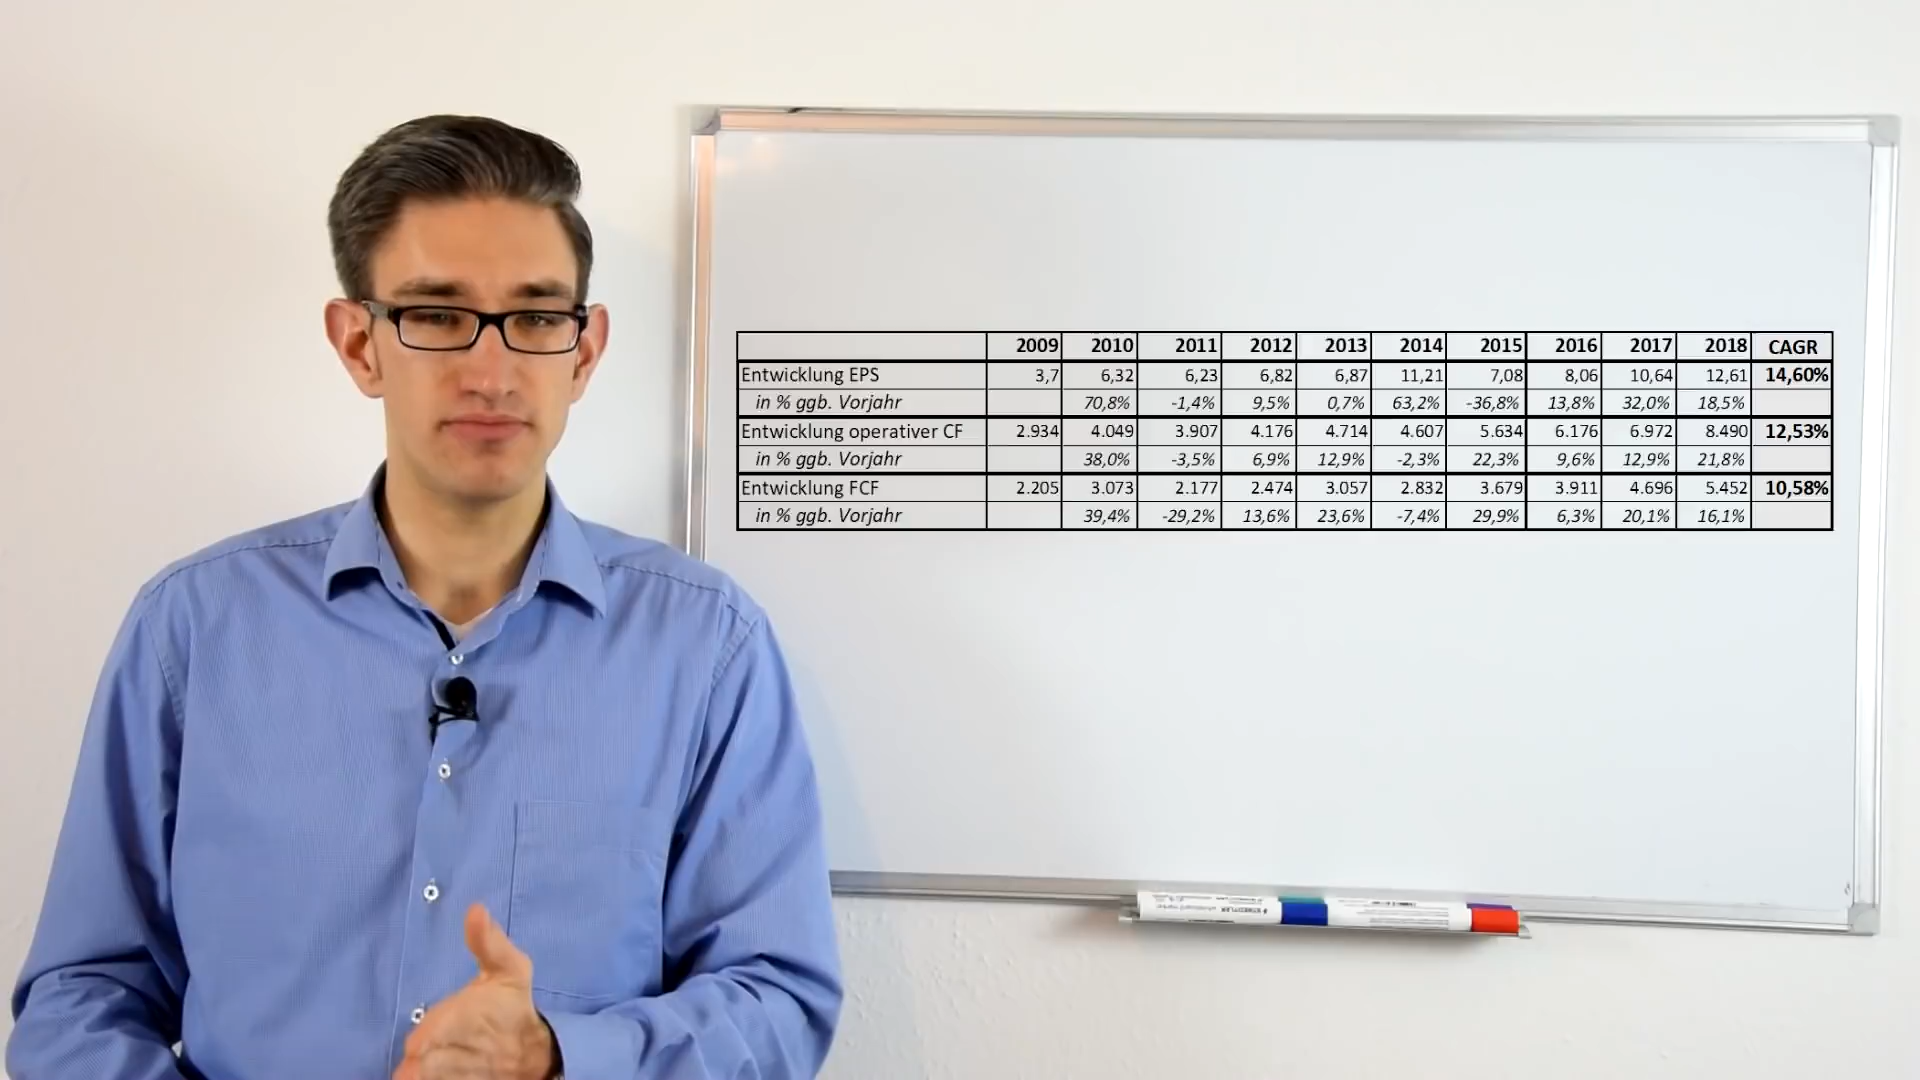 2009 2010 2011 2012 2013 2014 2015 2016 2017 2018 CAGR
Entwicklung EPS 3,7 6,32 6,23 6,82 6,87 11,21 7,08 8,06 10,64 12,61 14,60%
in % ggb. Vorjahr 70,8% -1,4% 9,5% 0,7% 63,2% -36,8% 13,8% 32,0% 18,5%
Entwicklung operativer CF 2.934 4.049 3.907 4.176 4.714 4.607 5.634 6.176 6.972 8.490 12,53%
in % ggb. Vorjahr 38,0% -3,5% 6,9% 12,9% -2,3% 22,3% 9,6% 12,9% 21,8%
Entwicklung FCF 2.205 3.073 2.177 2.474 3.057 2.832 3.679 3.911 4.696 5.452 10,58%
in % ggb. Vorjahr 39,4% -29,2% 13,6% 23,6% -7,4% 29,9% 6,3% 20,1% 16,1%
STAEDTLER